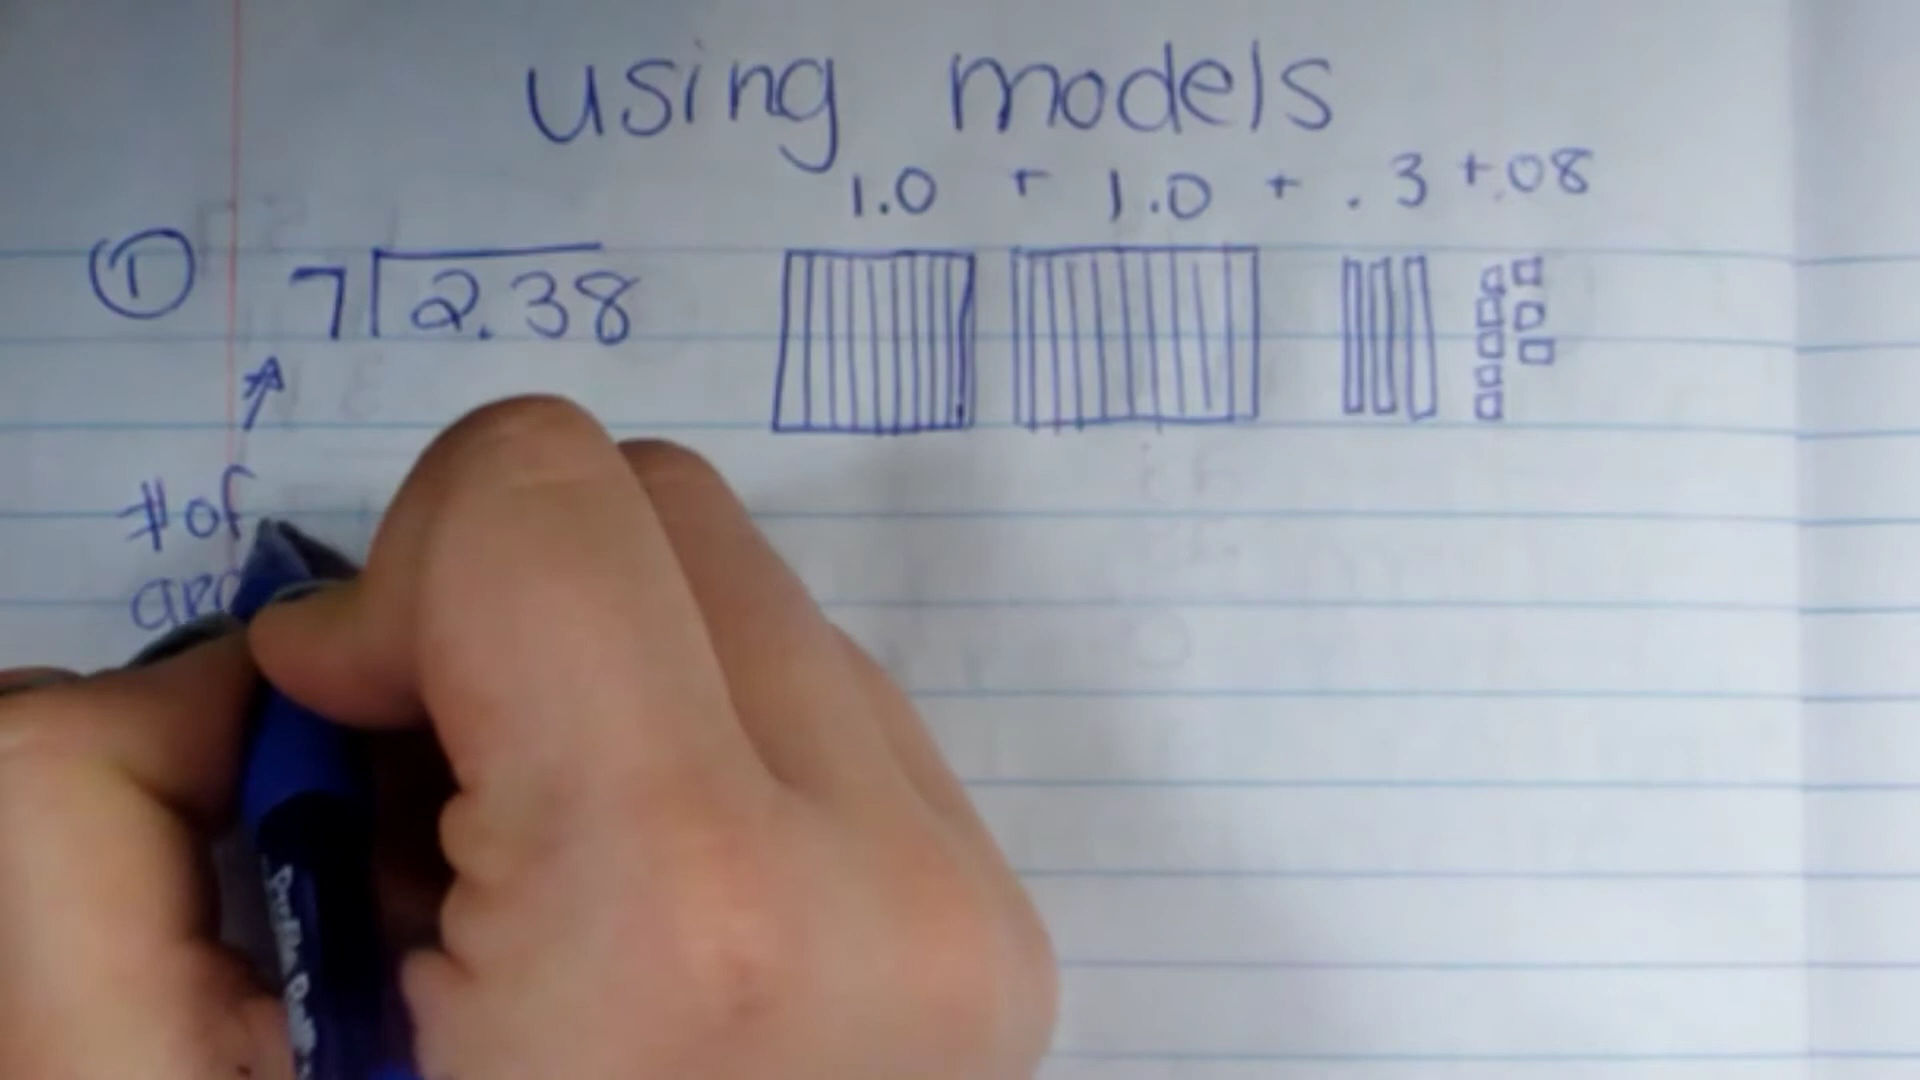 using models
1.0 + 1.0 + .3 + .08
① 7 2.38
# of